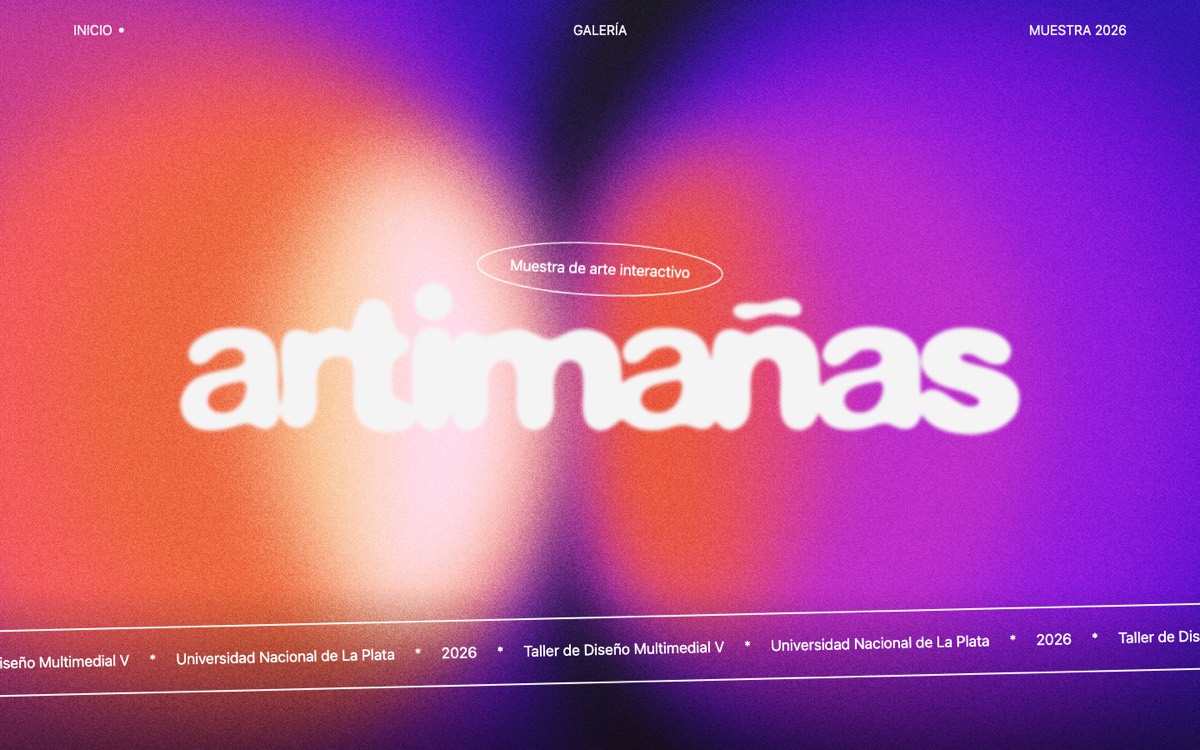 INICIO •
GALERÍA
MUESTRA 2026
Muestra de arte interactivo
artimañas
iseño Multimedial V * Universidad Nacional de La Plata * 2026 * Taller de Diseño Multimedial V * Universidad Nacional de La Plata * 2026 * Taller de Dis